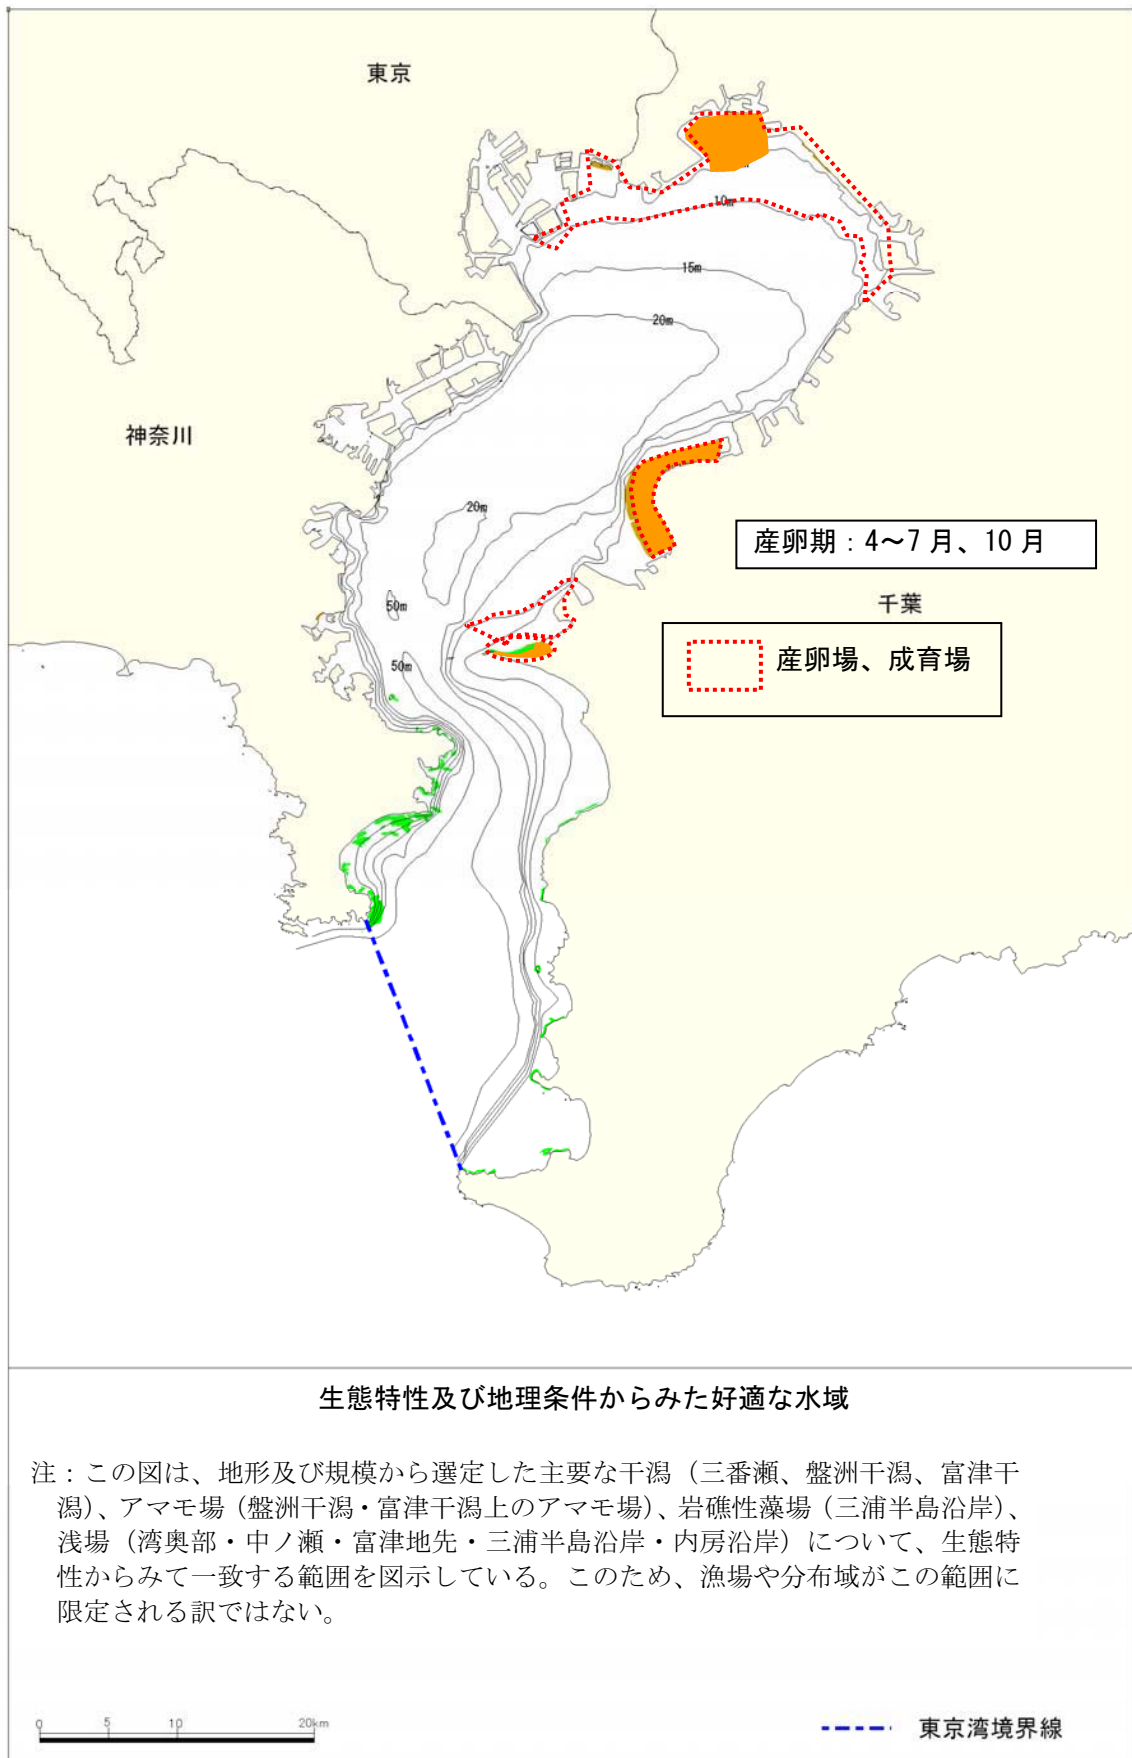 東京
10m
15m
20m
神奈川
20m
産卵期：4～7 月、10 月
千葉
50m
産卵場、成育場
50m
生態特性及び地理条件からみた好適な水域
注：この図は、地形及び規模から選定した主要な干潟（三番瀬、盤洲干潟、富津干
潟）、アマモ場（盤洲干潟・富津干潟上のアマモ場）、岩礁性藻場（三浦半島沿岸）、
浅場（湾奥部・中ノ瀬・富津地先・三浦半島沿岸・内房沿岸）について、生態特
性からみて一致する範囲を図示している。このため、漁場や分布域がこの範囲に
限定される訳ではない。
0 5 10 20km
東京湾境界線